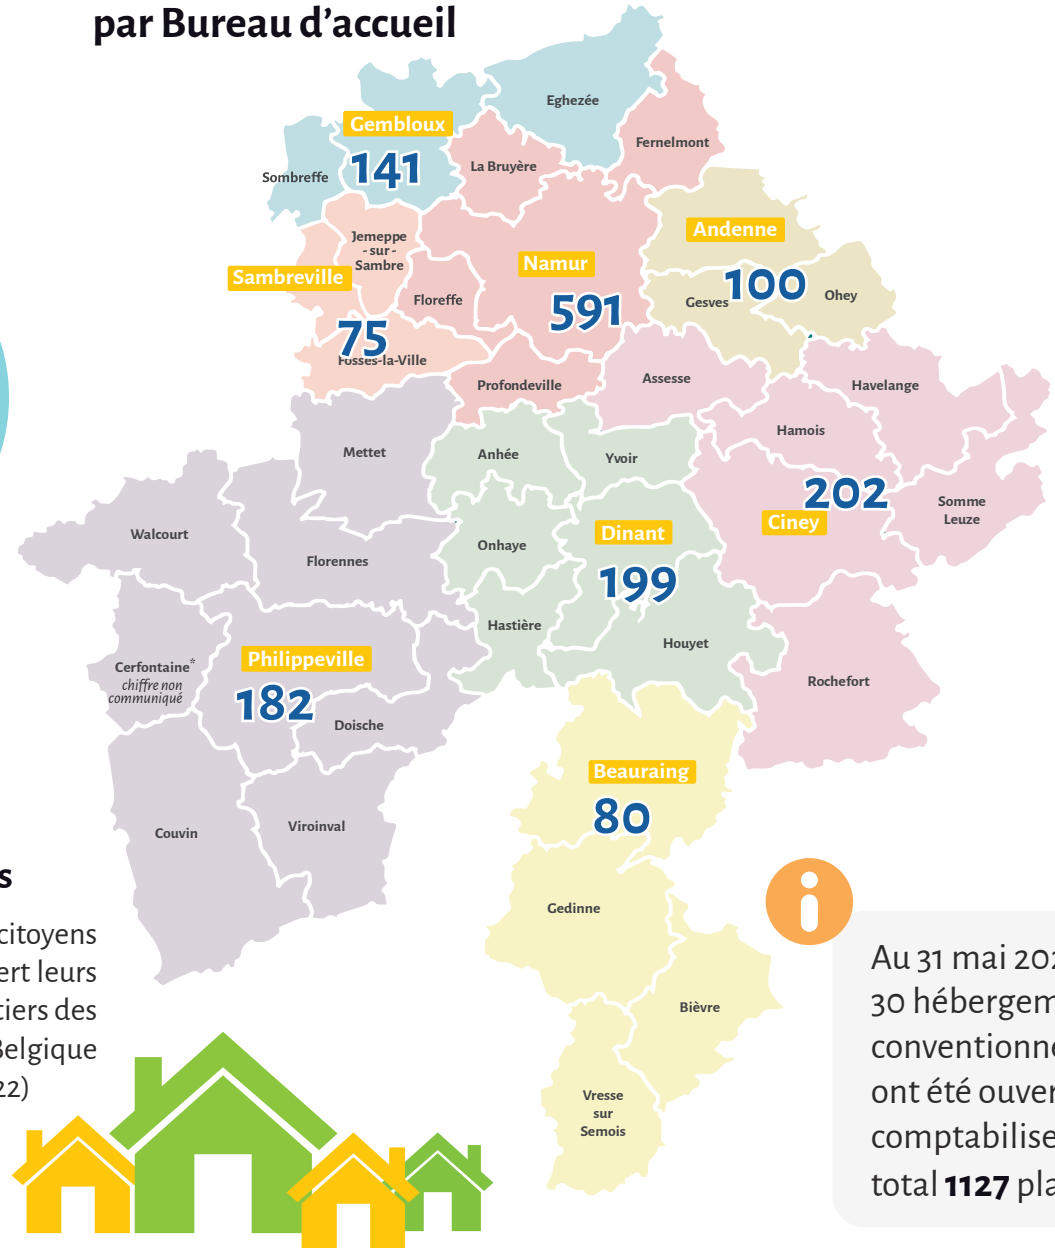 par Bureau d'accueil
Eghezée
Gembloux
141
Fernelmont
La Bruyère
Sombreffe
Andenne
100
Jemeppe
- sur -
Sambre
Namur
591
Sambreville
75
Gesves
Ohey
Floreffe
Fosses-la-Ville
Profondeville
Assesse
Havelange
Hamois
Mettet
Anhée
Yvoir
202
Ciney
Somme
Leuze
Walcourt
Florennes
Onhaye
Dinant
199
Hastière
Houyet
Cerfontaine*
chiffre non
communiqué
Philippeville
182
Rochefort
Doische
Beauraing
80
Couvin
Viroinval
Gedinne
Bièvre
Vresse
sur
Semois
s
citoyens
ert leurs
tiers des
Belgique
22)
Au 31 mai 202
30 hébergem
conventionne
ont été ouver
comptabilise
total 1127 pla